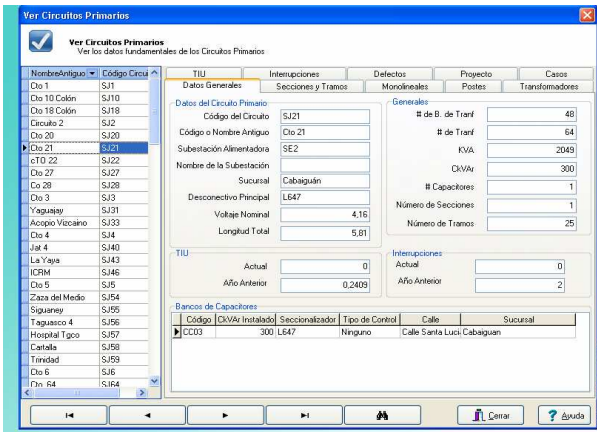 Ver Circuitos Primarios
Ver Circuitos Primarios
Ver los datos fundamentales de los Circuitos Primarios
NombreAntiguo Código Circui
Cto 1 SJ1
Cto 10 Colón SJ10
Cto 18 Colón SJ18
Circuito 2 SJ2
Cto 20 SJ20
Cto 21 SJ21
cTO 22 SJ22
Cto 27 SJ27
Co 28 SJ28
Cto 3 SJ3
Yaguajay SJ31
Acopio Vizcaino SJ33
Cto 4 SJ4
Jat 4 SJ40
La Yaya SJ43
ICRM SJ46
Cto 5 SJ5
Zaza del Medio SJ54
Siguaney SJ55
Taguasco 4 SJ56
Hospital Tgco SJ57
Cartalla SJ58
Trinidad SJ59
Cto 6 SJ6
Cto 64 SJ64
TIU Interrupciones Defectos Proyecto Casos
Datos Generales Secciones y Tramos Monolineales Postes Transformadores
Datos del Circuito Primario
Código del Circuito SJ21
Código o Nombre Antiguo Cto 21
Subestación Alimentadora SE2
Nombre de la Subestación
Sucursal Cabaiguán
Desconectivo Principal L647
Voltaje Nominal 4,16
Longitud Total 5,81
Generales
# de B. de Tranf 48
# de Tranf 64
KVA 2049
CkVAr 300
# Capacitores 1
Número de Secciones 1
Número de Tramos 25
TIU
Actual 0
Año Anterior 0,2409
Interrupciones
Actual 0
Año Anterior 2
Bancos de Capacitores
Código CkVAr Instalado Seccionalizador Tipo de Control Calle Sucursal
CC03 300 L647 Ninguno Calle Santa Luci Cabaiguan
Cerrar
Ayuda